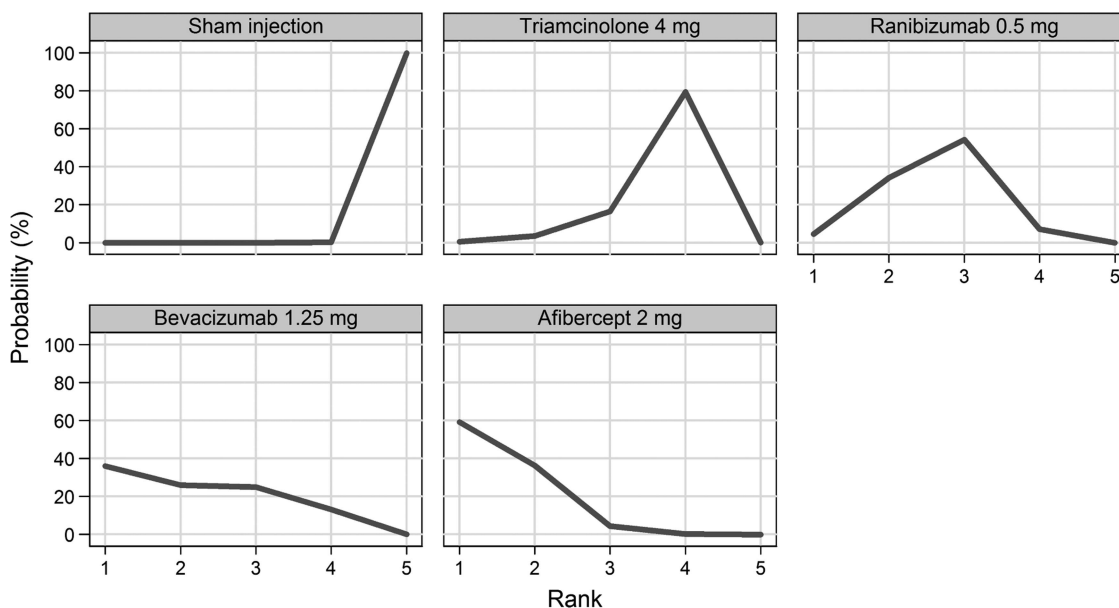 Sham injection
Triamcinolone 4 mg
Ranibizumab 0.5 mg
100
80
60
40
20
0
1 2 3 4 5
Probability (%)
Bevacizumab 1.25 mg
Afibercept 2 mg
100
80
60
40
20
0
1 2 3 4 5
1 2 3 4 5
Rank